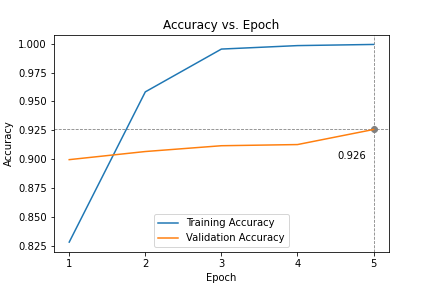 Accuracy vs. Epoch
1.000
0.975
0.950
0.925
0.900
0.875
0.850
0.825
Accuracy
0.926
Training Accuracy
Validation Accuracy
1 2 3 4 5
Epoch